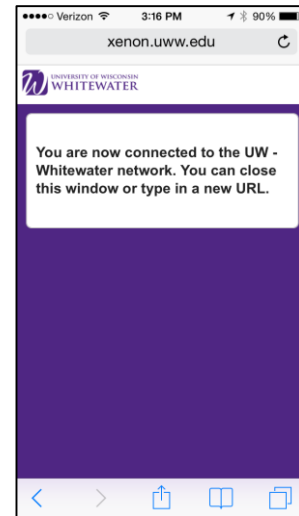 Verizon 3:16 PM 90%
xenon.uww.edu
UNIVERSITY OF WISCONSIN
WHITEWATER
You are now connected to the UW -
Whitewater network. You can close
this window or type in a new URL.